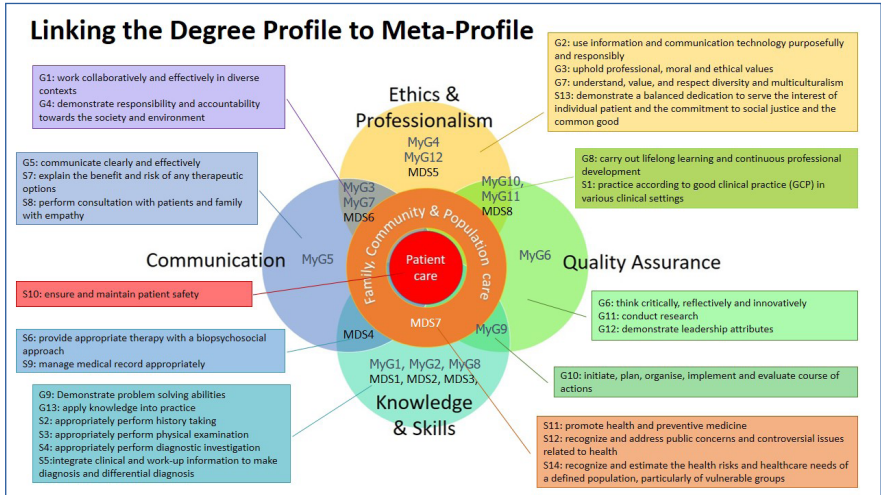 Linking the Degree Profile to Meta-Profile
G1: work collaboratively and effectively in diverse
contexts
G4: demonstrate responsibility and accountability
towards the society and environment
G2: use information and communication technology purposefully
and responsibly
G3: uphold professional, moral and ethical values
G7: understand, value, and respect diversity and multiculturalism
S13: demonstrate a balanced dedication to serve the interest of
individual patient and the commitment to social justice and the
common good
Ethics &
Professionalism
MyG4
MyG12
MDS5
G5: communicate clearly and effectively
S7: explain the benefit and risk of any therapeutic
options
S8: perform consultation with patients and family
with empathy
G8: carry out lifelong learning and continuous professional
development
S1: practice according to good clinical practice (GCP) in
various clinical settings
MyG3
MyG7
MDS6
MyG10,
MyG11
MDS8
Family, Community & Population care
Communication
MyG5
Patient
care
MyG6
Quality Assurance
S10: ensure and maintain patient safety
G6: think critically, reflectively and innovatively
G11: conduct research
G12: demonstrate leadership attributes
MDS7
MDS4
MyG9
S6: provide appropriate therapy with a biopsychosocial
approach
S9: manage medical record appropriately
MyG1, MyG2, MyG8
MDS1, MDS2, MDS3,
Knowledge
& Skills
G10: initiate, plan, organise, implement and evaluate course of
actions
G9: Demonstrate problem solving abilities
G13: apply knowledge into practice
S2: appropriately perform history taking
S3: appropriately perform physical examination
S4: appropriately perform diagnostic investigation
S5:integrate clinical and work-up information to make
diagnosis and differential diagnosis
S11: promote health and preventive medicine
S12: recognize and address public concerns and controversial issues
related to health
S14: recognize and estimate the health risks and healthcare needs of
a defined population, particularly of vulnerable groups